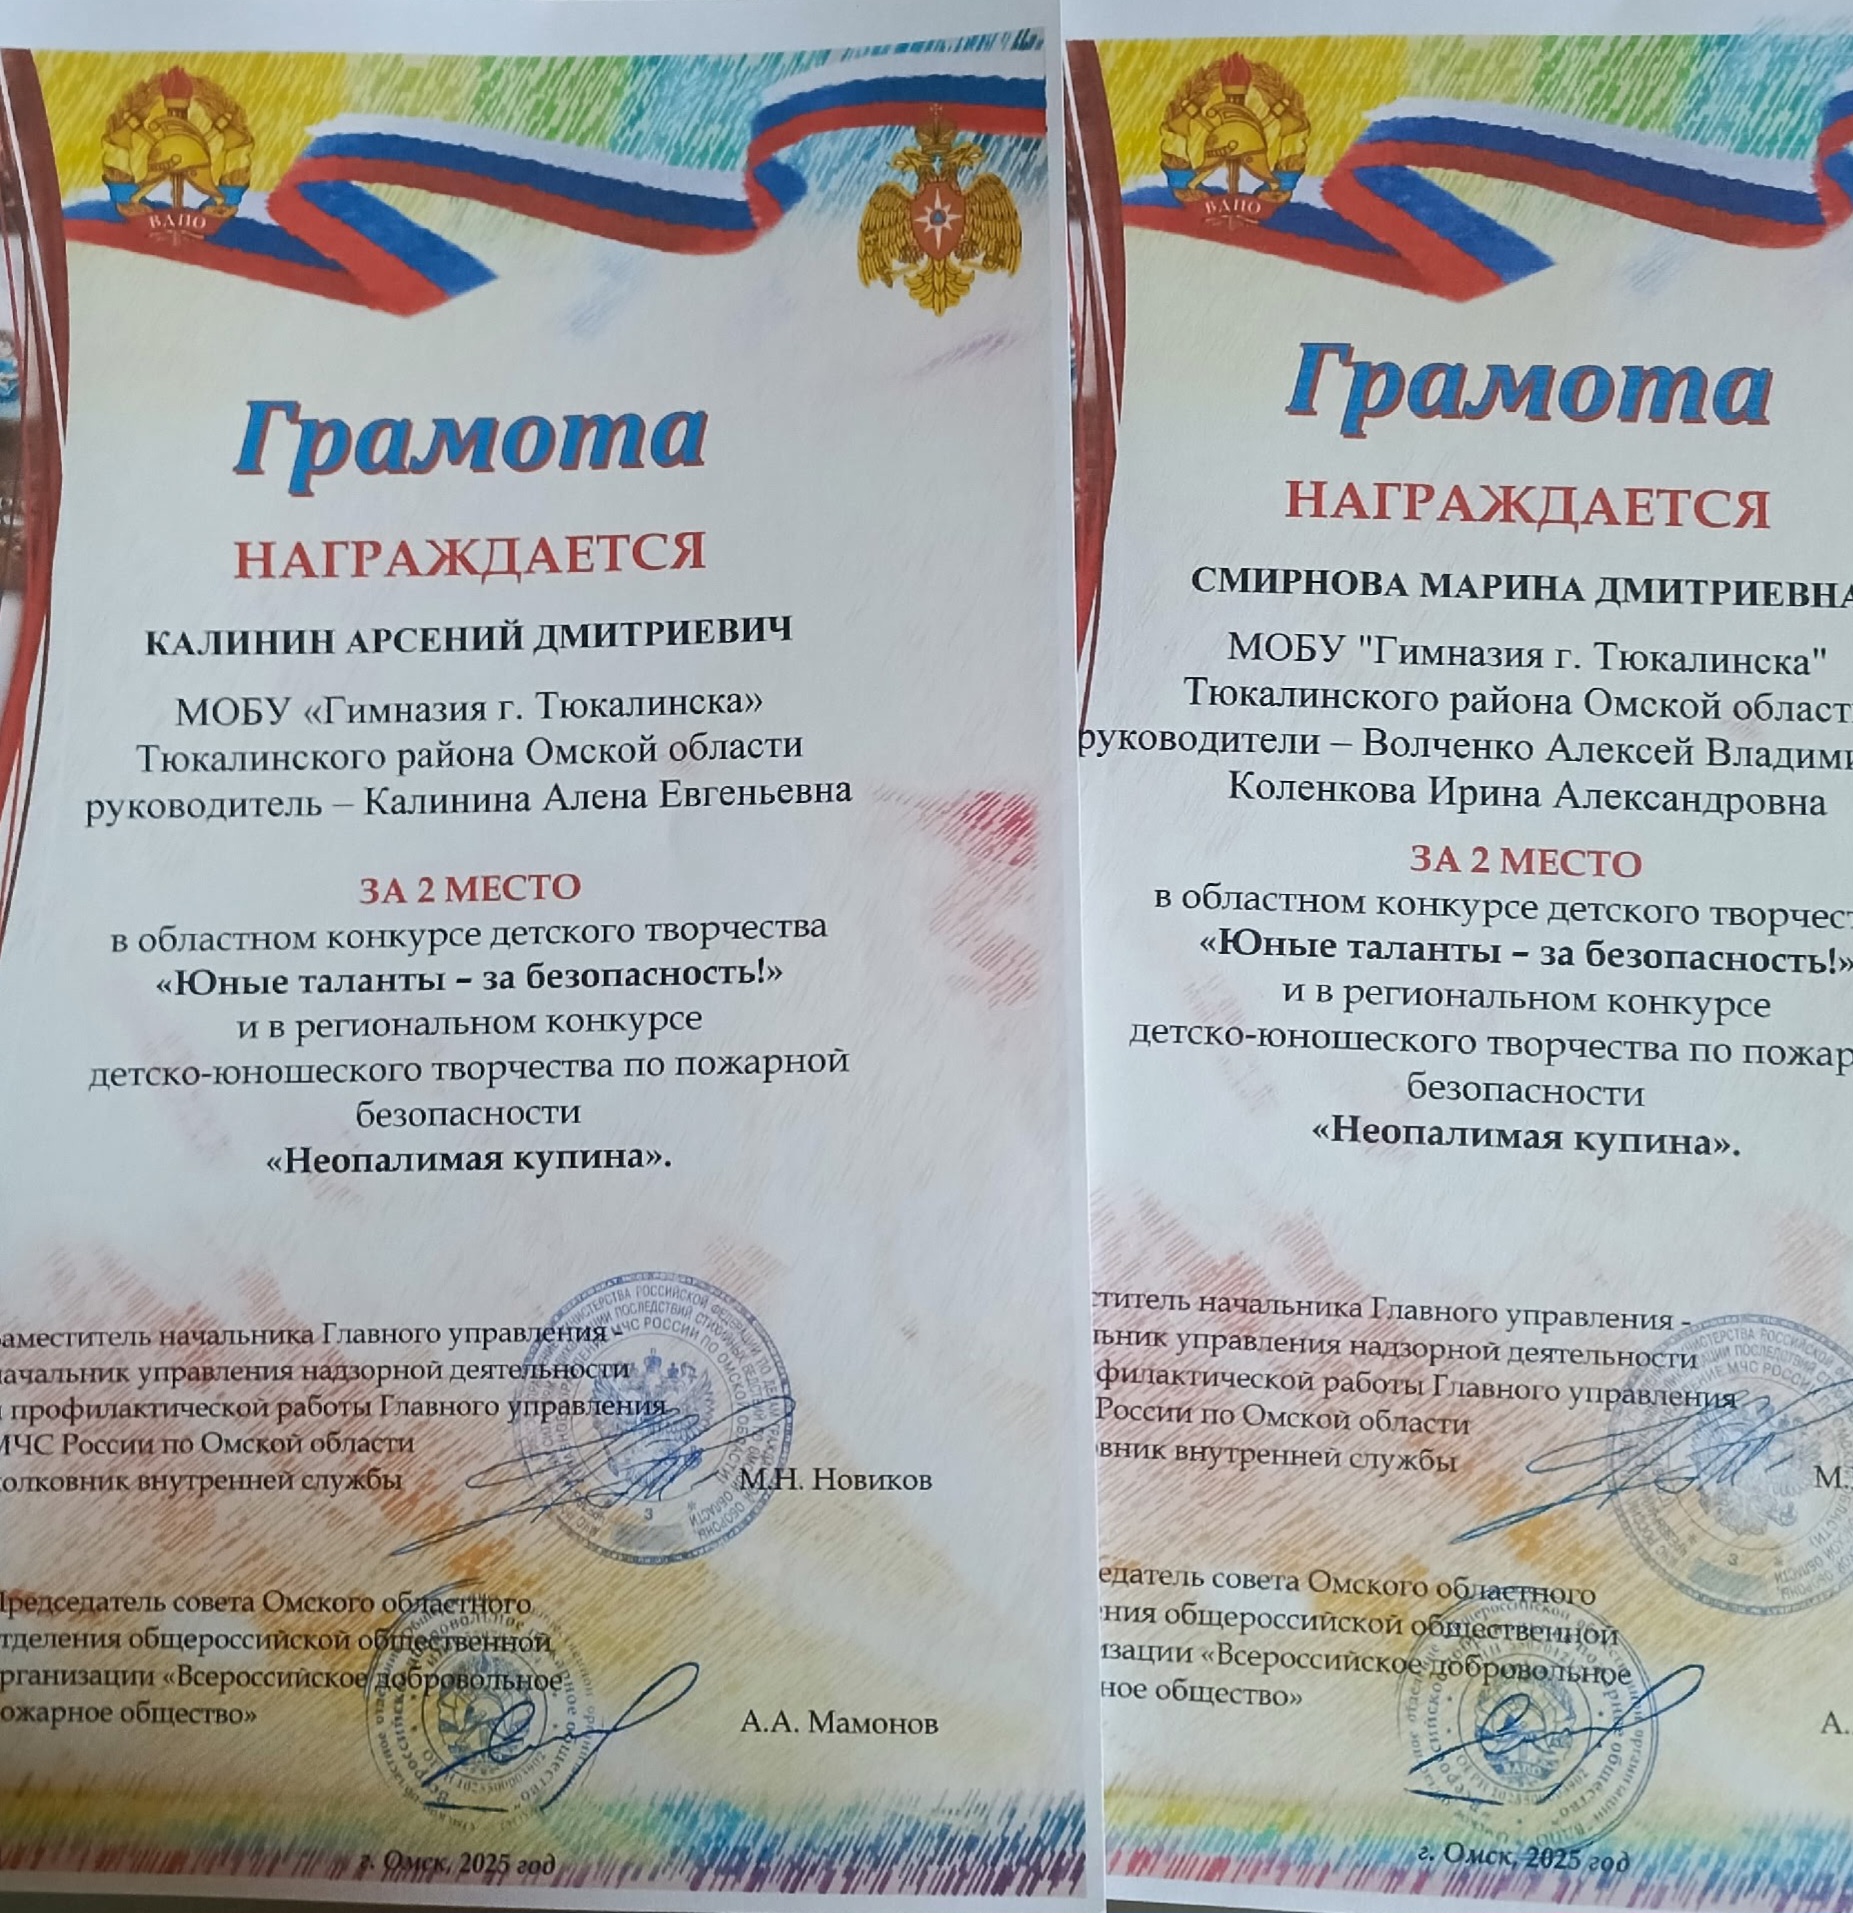 ВДПО
Грамота
НАГРАЖДАЕТСЯ
КАЛИНИН АРСЕНИЙ ДМИТРИЕВИЧ
МОБУ «Гимназия г. Тюкалинска»
Тюкалинского района Омской области
руководитель – Калинина Алена Евгеньевна
ЗА 2 МЕСТО
в областном конкурсе детского творчества
«Юные таланты – за безопасность!»
и в региональном конкурсе
детско-юношеского творчества по пожарной
безопасности
«Неопалимая купина».
аместитель начальника Главного управления -
ачальник управления надзорной деятельности
и профилактической работы Главного управления
МЧС России по Омской области
олковник внутренней службы
М.Н. Новиков
Председатель совета Омского областного
тделения общероссийской общественной
рганизации «Всероссийское добровольное
ожарное общество»
А.А. Мамонов
г. Омск, 2025 год
ВДПО
Грамота
НАГРАЖДАЕТСЯ
СМИРНОВА МАРИНА ДМИТРИЕВНА
МОБУ "Гимназия г. Тюкалинска"
Тюкалинского района Омской област
руководители – Волченко Алексей Владими
Коленкова Ирина Александровна
ЗА 2 МЕСТО
в областном конкурсе детского творчест
«Юные таланты – за безопасность!»
и в региональном конкурсе
детско-юношеского творчества по пожар
безопасности
«Неопалимая купина».
ститель начальника Главного управления -
ьник управления надзорной деятельности
филактической работы Главного управления
России по Омской области
вник внутренней службы
М.
едатель совета Омского областного
ния общероссийской общественной
изации «Всероссийское добровольное
ное общество»
А.
г. Омск, 2025 год